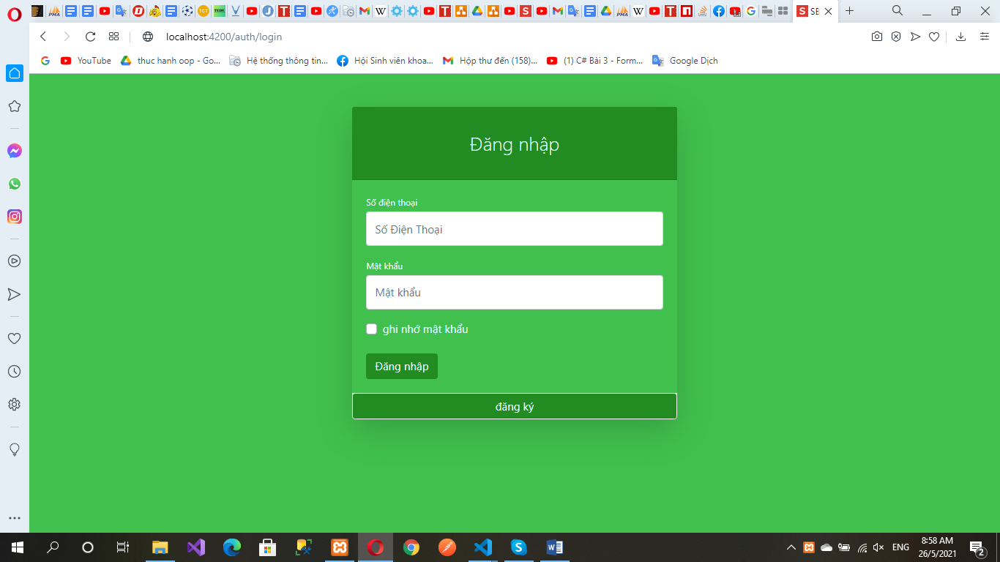 SB
localhost:4200/auth/login
YouTube
thuc hanh oop - Go...
Hệ thống thông tin...
Hội Sinh viên khoa...
Hộp thư đến (158)...
(1) C# Bài 3 - Form...
Google Dịch
Đăng nhập
Số điện thoại
Số Điện Thoại
Mật khẩu
Mật khẩu
ghi nhớ mật khẩu
Đăng nhập
đăng ký
ENG
8:58 AM
26/5/2021
2